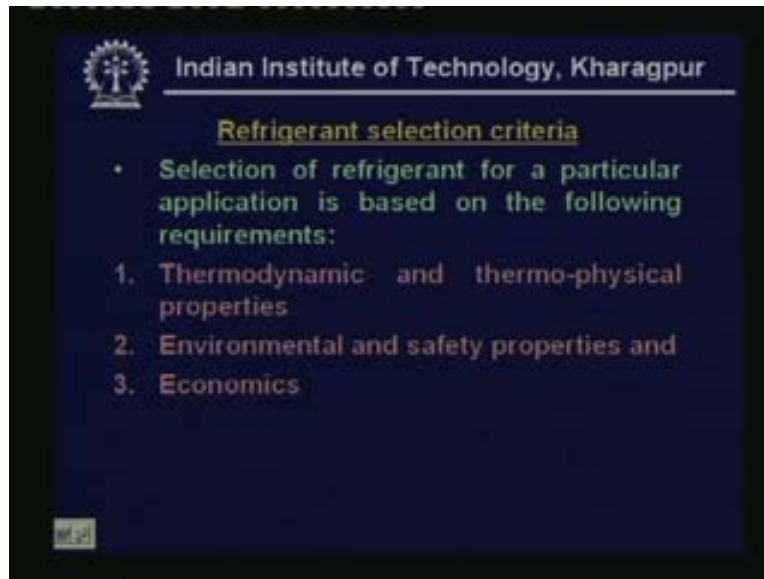 Indian Institute of Technology, Kharagpur
Refrigerant selection criteria
• Selection of refrigerant for a particular
application is based on the following
requirements:
1. Thermodynamic and thermo-physical
properties
2. Environmental and safety properties and
3. Economics